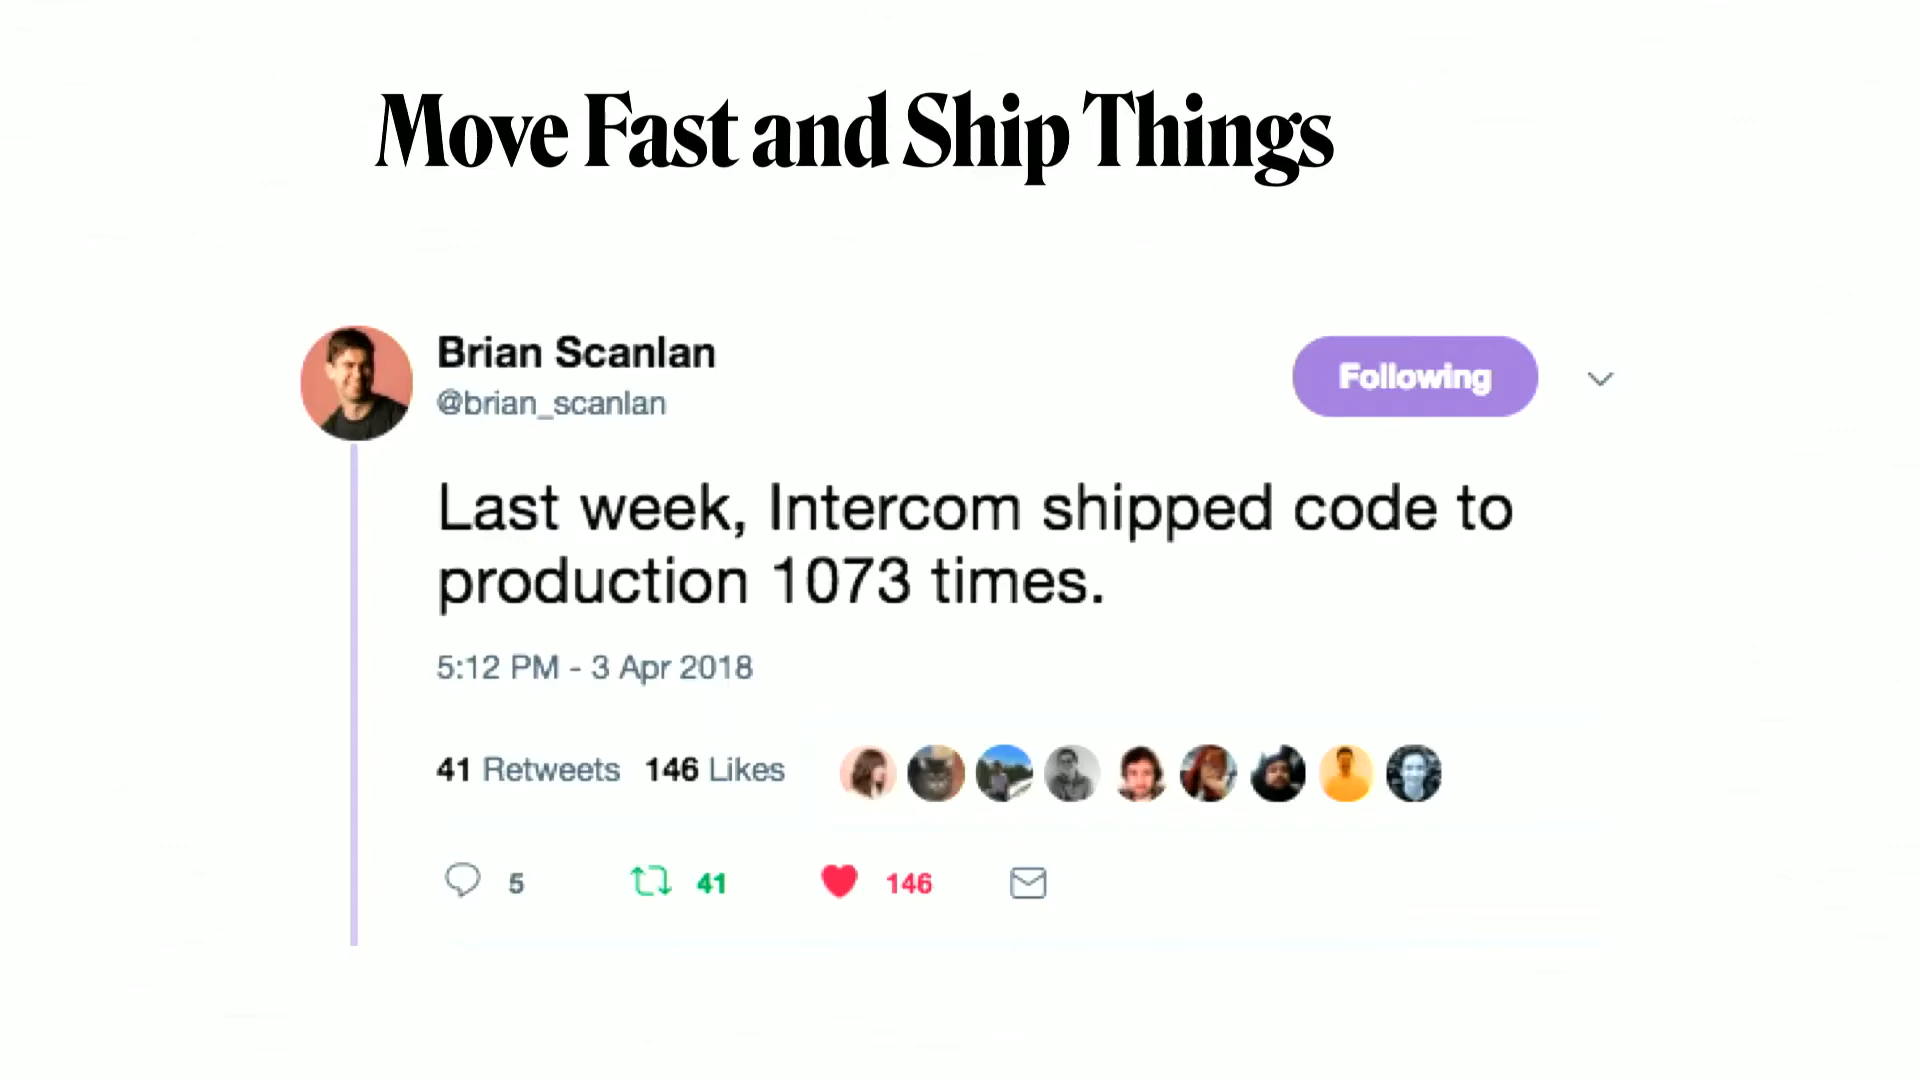 Move Fast and Ship Things
Brian Scanlan
@brian_scanlan
Following
Last week, Intercom shipped code to
production 1073 times.
5:12 PM - 3 Apr 2018
41 Retweets 146 Likes
5 41 146